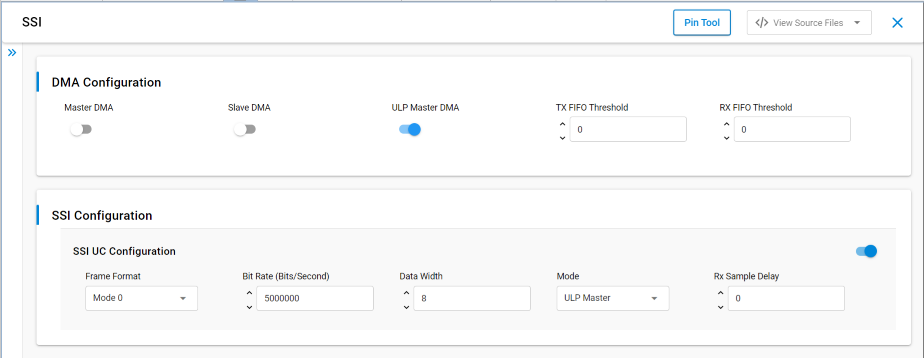 SSI
Pin Tool
</> View Source Files
DMA Configuration
Master DMA Slave DMA ULP Master DMA TX FIFO Threshold RX FIFO Threshold
0 0
SSI Configuration
SSI UC Configuration
Frame Format Bit Rate (Bits/Second) Data Width Mode Rx Sample Delay
Mode 0 5000000 8 ULP Master 0